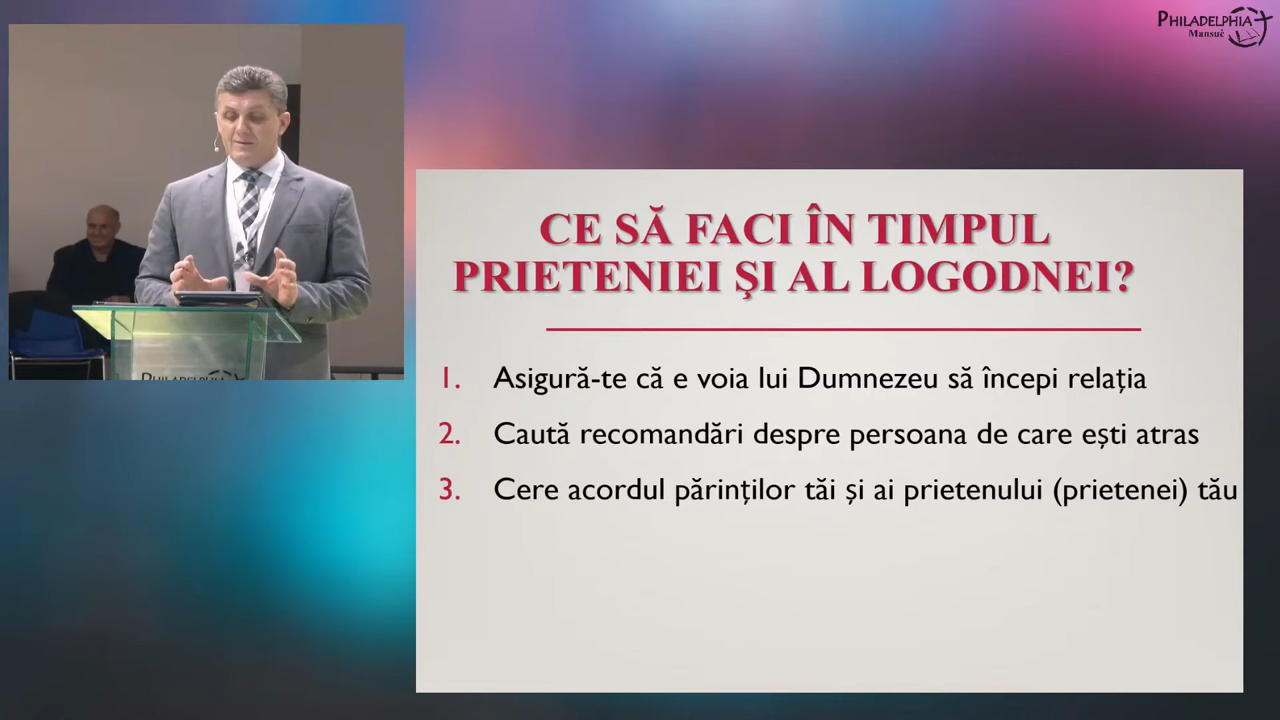 PHILADELPHIA
Mansuè
CE SĂ FACI ÎN TIMPUL
PRIETENIEI ŞI AL LOGODNEI?
1. Asigură-te că e voia lui Dumnezeu să începi relația
2. Caută recomandări despre persoana de care ești atras
3. Cere acordul părinților tăi și ai prietenului (prietenei) tău
PHILADELPHIA